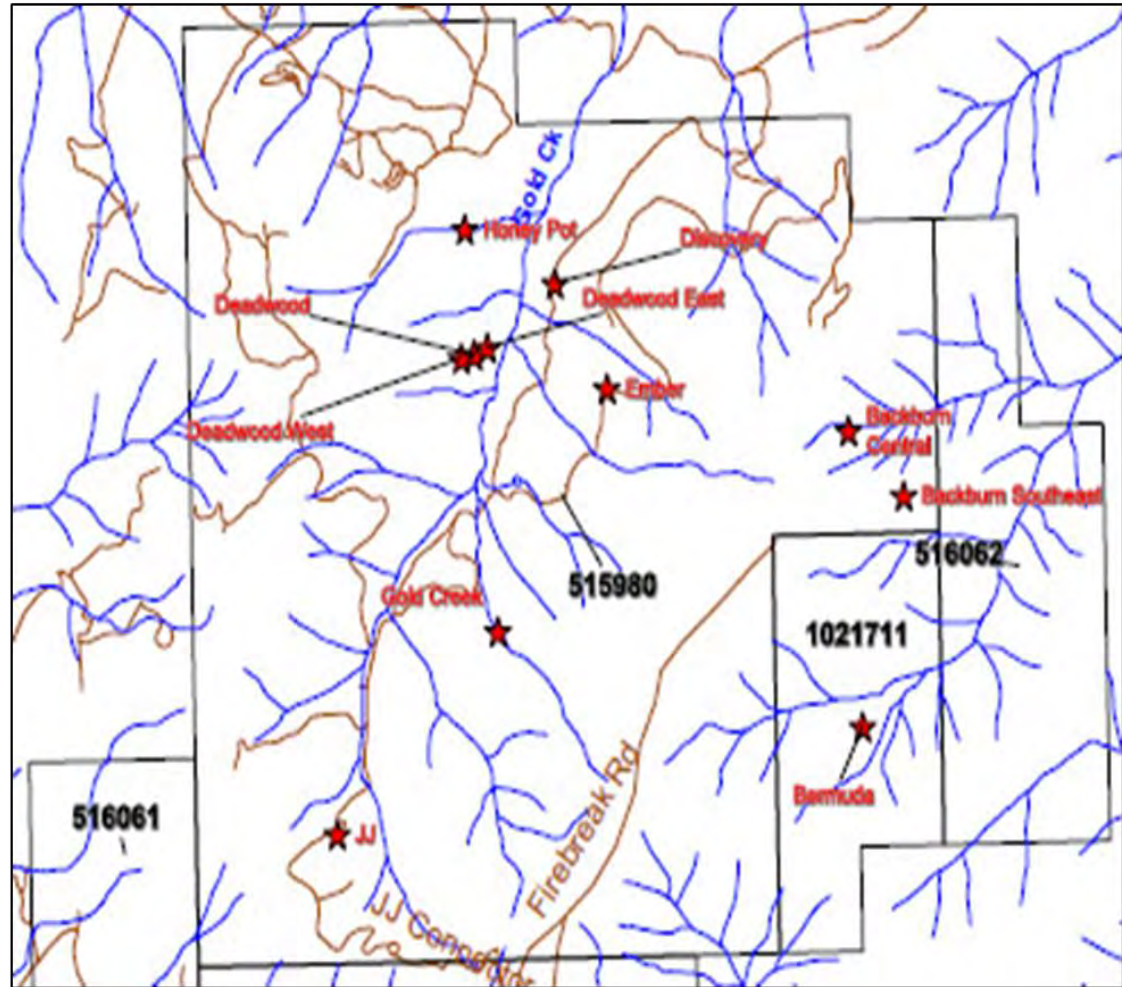 Gold Ck
Honey Pot
Discovery
Deadwood
Deadwood East
Ember
Deadwood West
Backburn
Central
Backburn Southeast
516062
515980
Gold Creek
1021711
Bermuda
516061
JJ
Firebreak Rd
JJ Connector